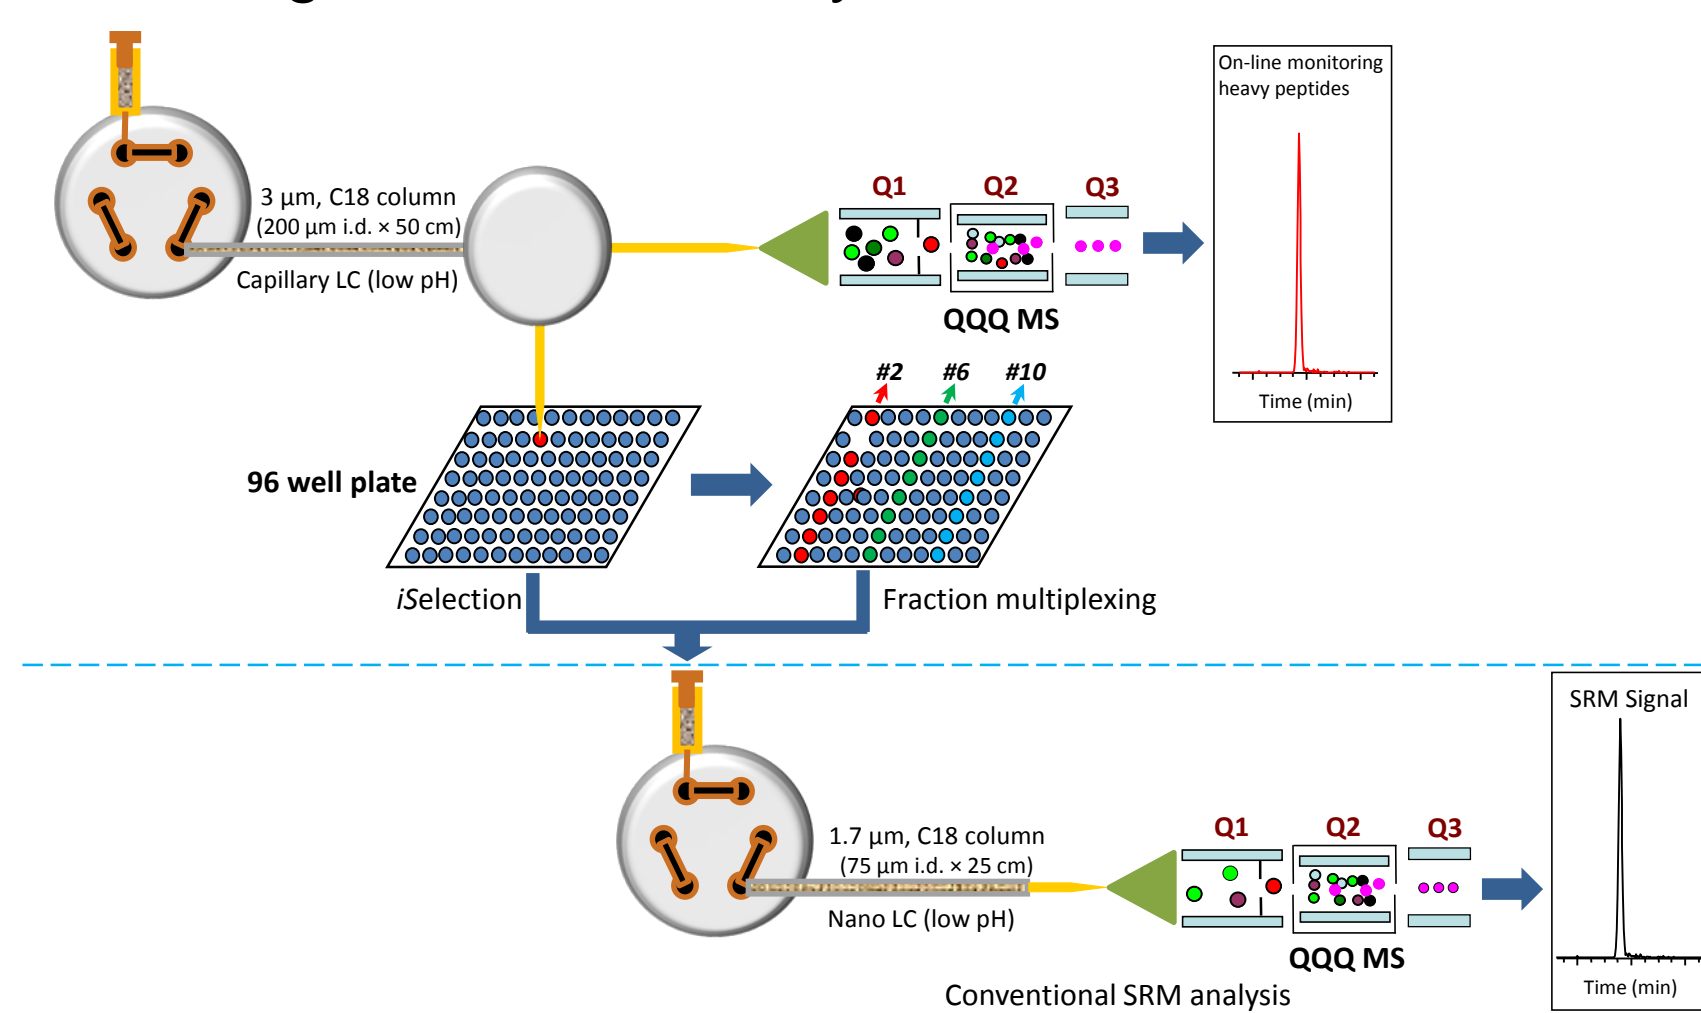 On-line monitoring
heavy peptides
Time (min)
3 µm, C18 column
(200 µm i.d. × 50 cm)
Capillary LC (low pH)
Q1 Q2 Q3
QQQ MS
#2 #6 #10
96 well plate
iSelection
Fraction multiplexing
SRM Signal
Time (min)
1.7 µm, C18 column
(75 µm i.d. × 25 cm)
Nano LC (low pH)
Q1 Q2 Q3
QQQ MS
Conventional SRM analysis